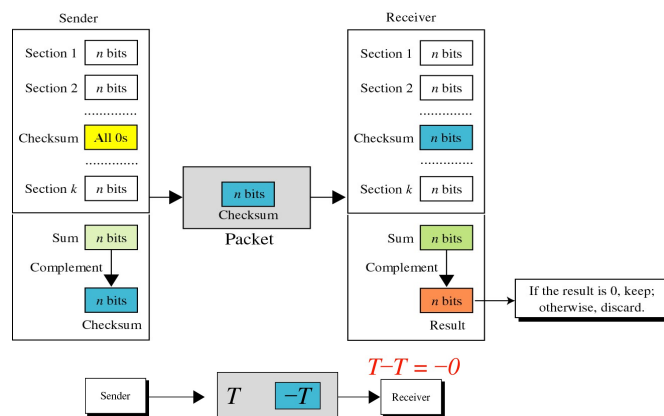 Sender
Section 1 n bits
Section 2 n bits
Checksum All 0s
Section k n bits
Sum n bits
Complement
n bits
Checksum
n bits
Checksum
Packet
Receiver
Section 1 n bits
Section 2 n bits
Checksum n bits
Section k n bits
Sum n bits
Complement
n bits
Result
If the result is 0, keep;
otherwise, discard.
T–T = –0
Sender
T –T
Receiver